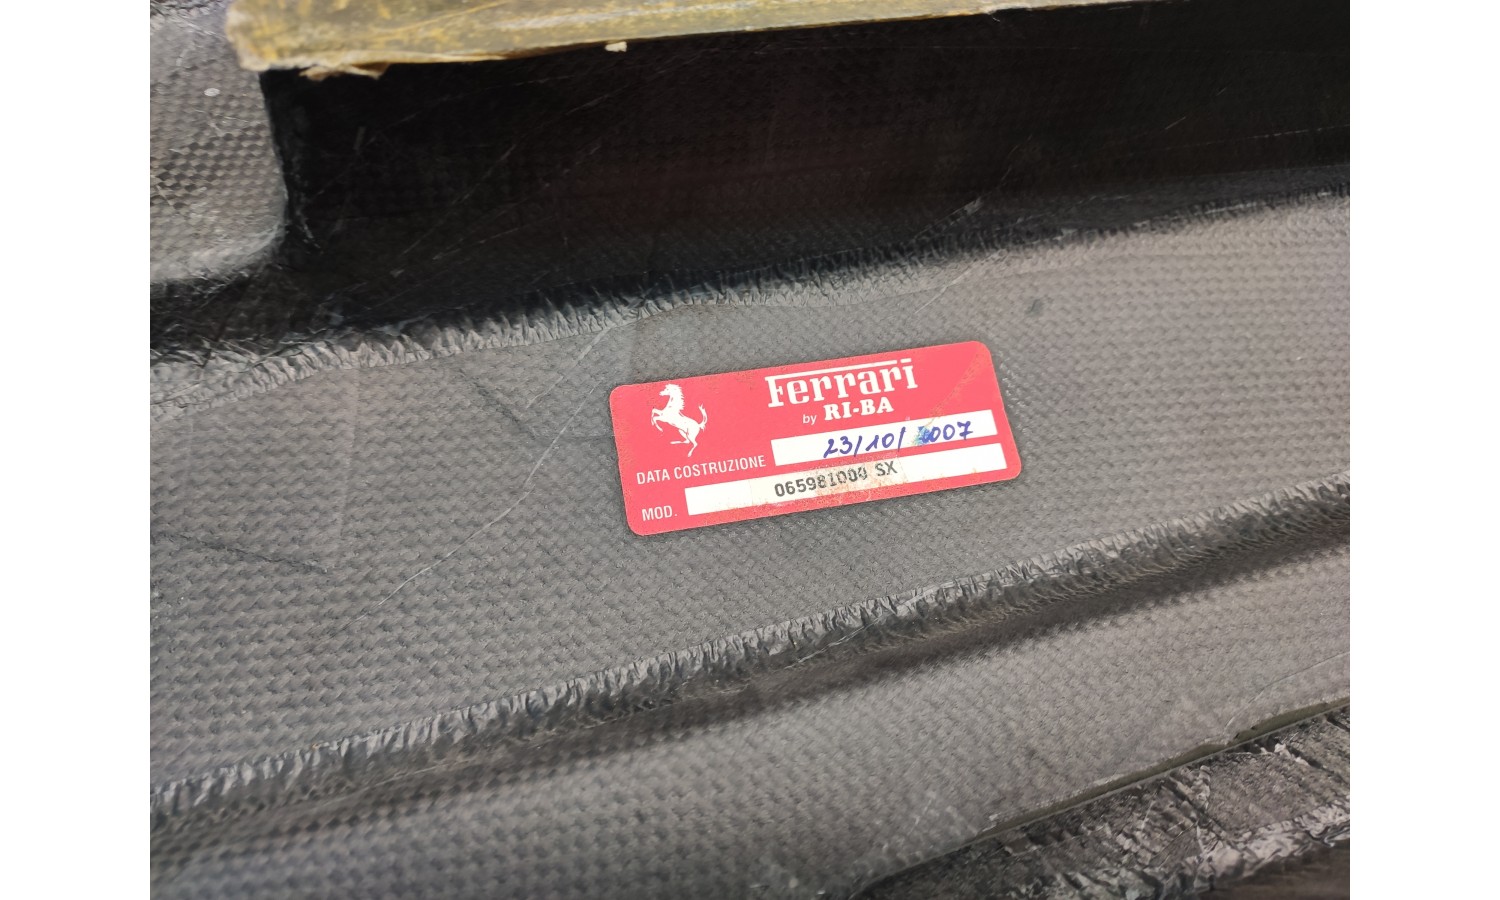 Ferrari
by RI-BA
DATA COSTRUZIONE 23/10/2007
MOD. 065981000 SX